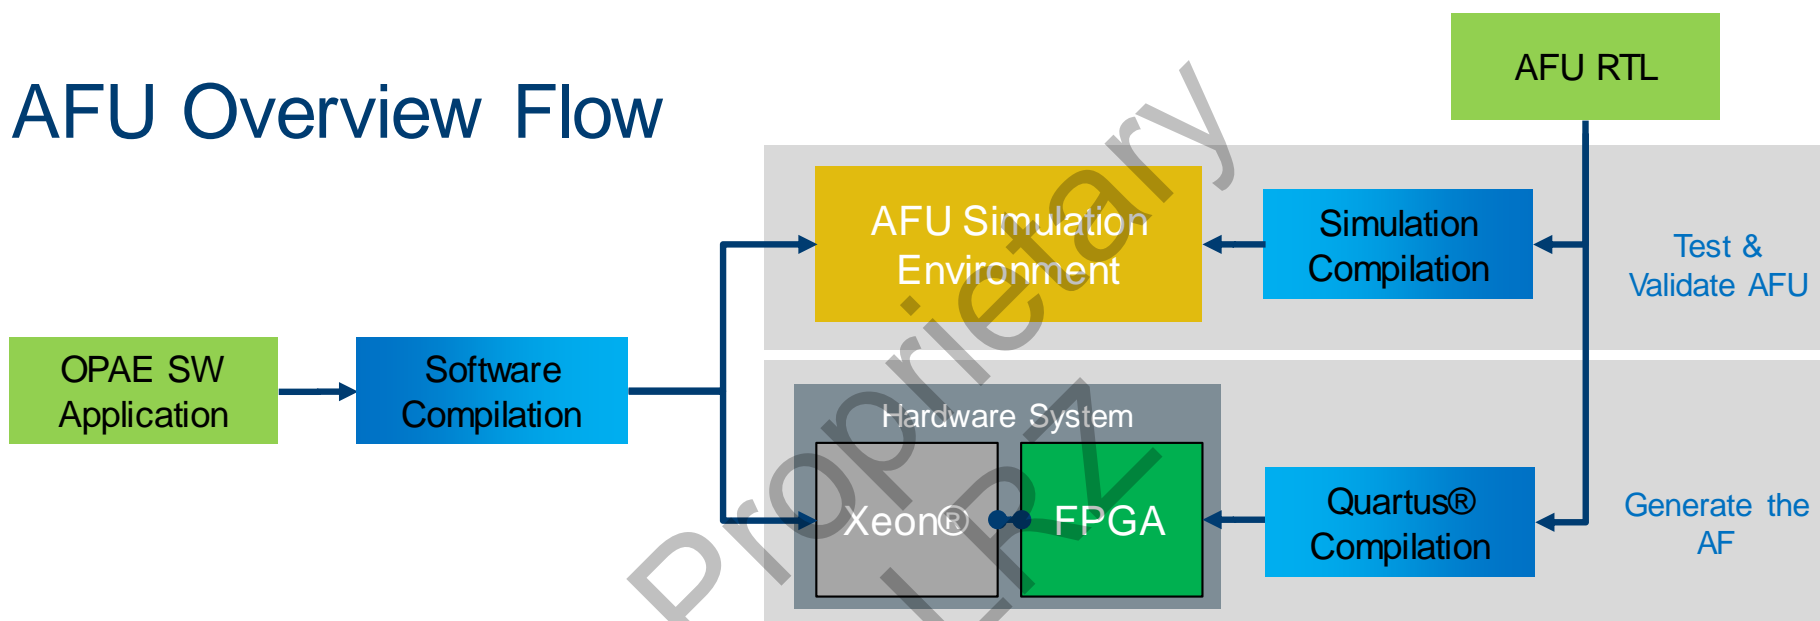 AFU Overview Flow
AFU RTL
AFU Simulation
Environment
Simulation
Compilation
Test &
Validate AFU
OPAE SW
Application
Software
Compilation
Hardware System
Xeon®
FPGA
Quartus®
Compilation
Generate the
AF
Proprietary
LRZ